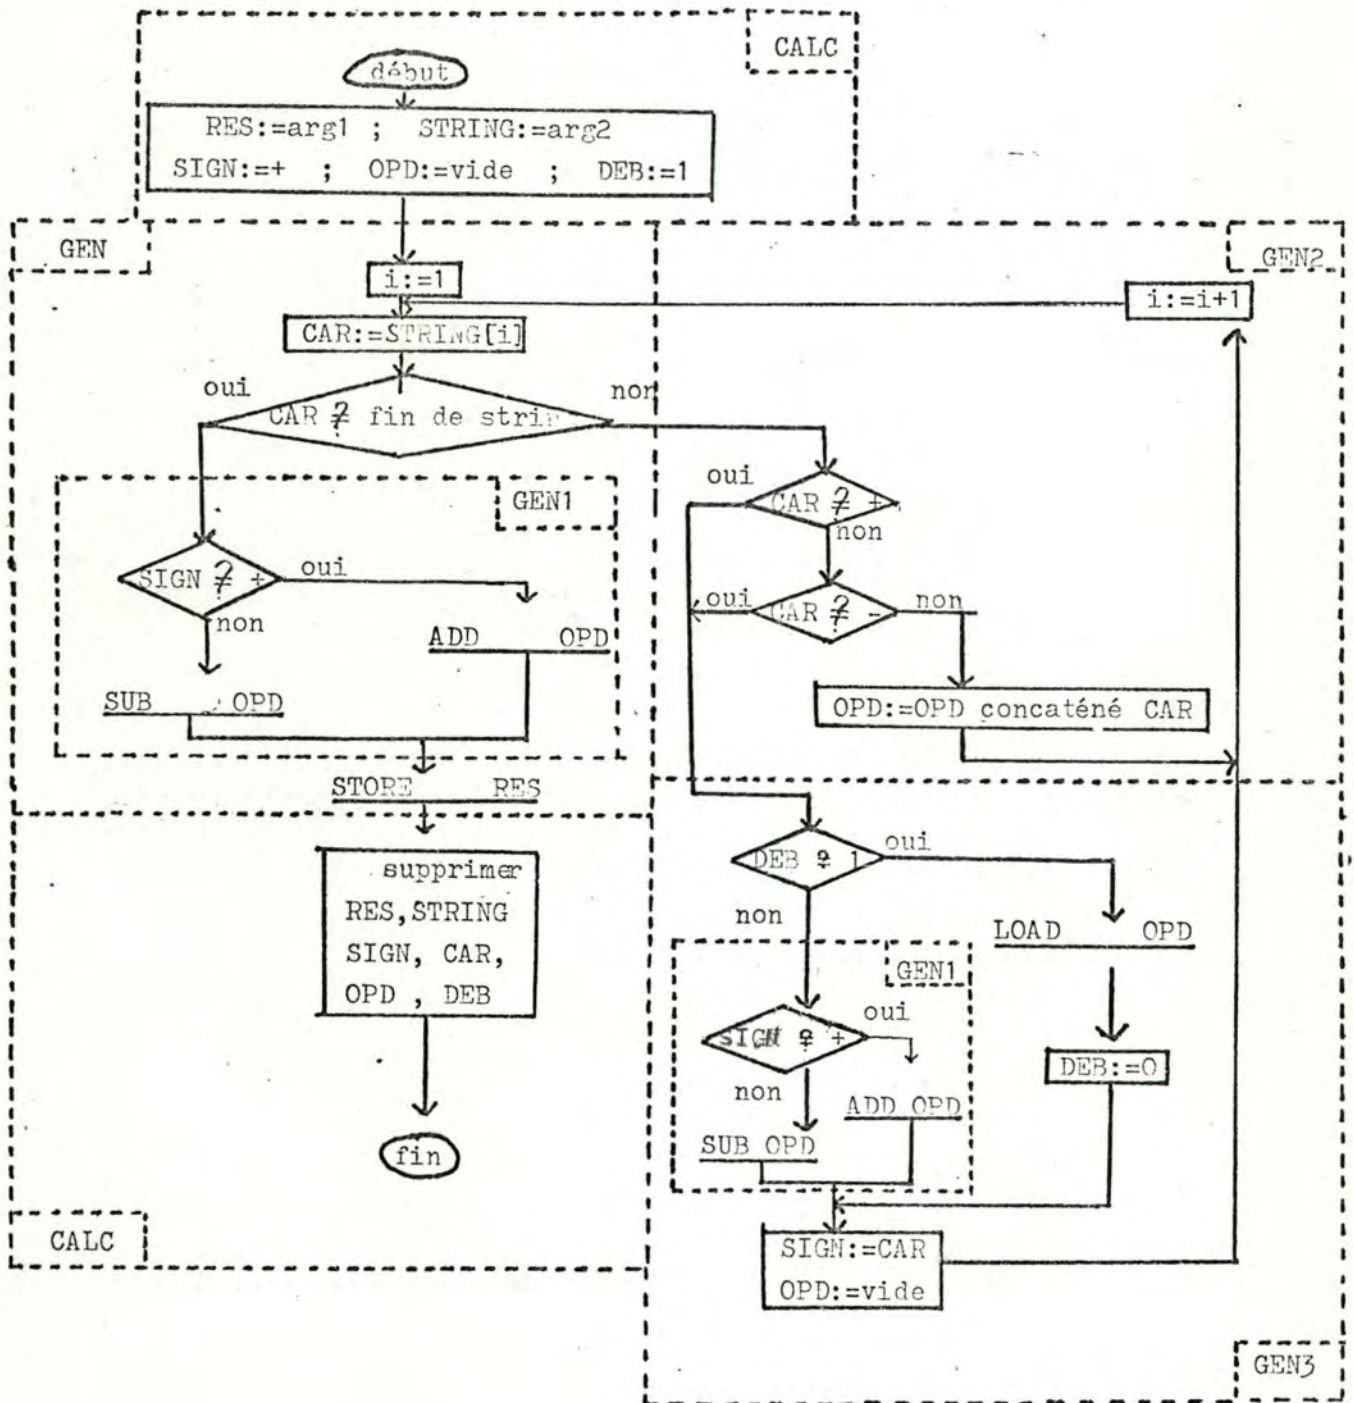 CALC
début
RES:=arg1 ; STRING:=arg2
SIGN:=+ ; OPD:=vide ; DEB:=1
GEN
GEN2
i:=1
i:=i+1
CAR:=STRING[i]
oui
non
CAR ≟ fin de
oui
CAR ≟ +
non
GEN1
SIGN ≟ +
oui
non
ADD OPD
SUB OPD
oui
CAR ≟ -
non
OPD:=OPD concaténé CAR
STORE RES
supprimer
RES,STRING
SIGN, CAR,
OPD , DEB
fin
CALC
DEB ≟ 1
oui
non
LOAD OPD
DEB:=0
GEN1
SIGN ≟ +
oui
non
ADD OPD
SUB OPD
SIGN:=CAR
OPD:=vide
GEN3